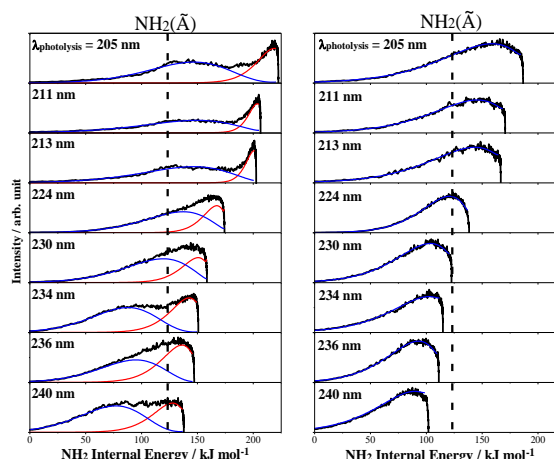 NH₂(Ã)
NH₂(Ã)
λphotolysis = 205 nm
211 nm
213 nm
224 nm
230 nm
234 nm
236 nm
240 nm
205 nm
211 nm
213 nm
224 nm
230 nm
234 nm
236 nm
240 nm
Intensity / arb. unit
0 50 100 150 200
0 50 100 150 200
NH₂ Internal Energy / kJ mol⁻¹
NH₂ Internal Energy / kJ mol⁻¹